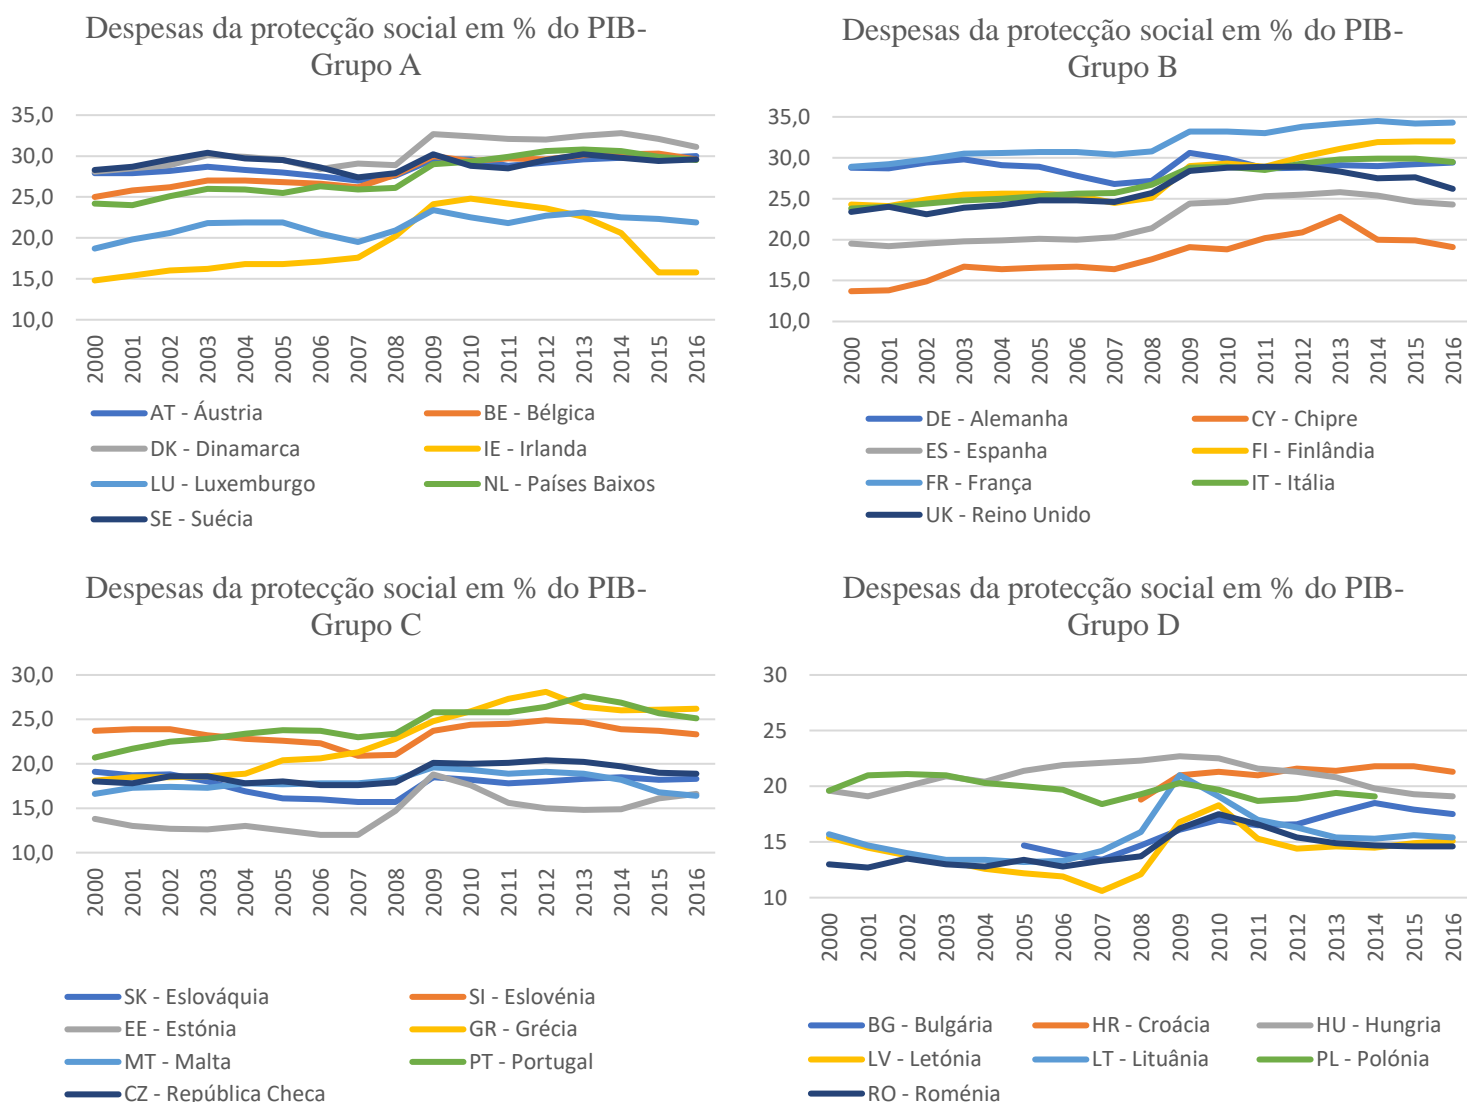 Despesas da protecção social em % do PIB-
Grupo A
35,0
30,0
25,0
20,0
15,0
10,0
2000
2001
2002
2003
2004
2005
2006
2007
2008
2009
2010
2011
2012
2013
2014
2015
2016
AT - Áustria
BE - Bélgica
DK - Dinamarca
IE - Irlanda
LU - Luxemburgo
NL - Países Baixos
SE - Suécia
Despesas da protecção social em % do PIB-
Grupo B
35,0
30,0
25,0
20,0
15,0
10,0
2000
2001
2002
2003
2004
2005
2006
2007
2008
2009
2010
2011
2012
2013
2014
2015
2016
DE - Alemanha
CY - Chipre
ES - Espanha
FI - Finlândia
FR - França
IT - Itália
UK - Reino Unido
Despesas da protecção social em % do PIB-
Grupo C
30,0
25,0
20,0
15,0
10,0
2000
2001
2002
2003
2004
2005
2006
2007
2008
2009
2010
2011
2012
2013
2014
2015
2016
SK - Eslováquia
SI - Eslovénia
EE - Estónia
GR - Grécia
MT - Malta
PT - Portugal
CZ - República Checa
Despesas da protecção social em % do PIB-
Grupo D
30
25
20
15
10
2000
2001
2002
2003
2004
2005
2006
2007
2008
2009
2010
2011
2012
2013
2014
2015
2016
BG - Bulgária
HR - Croácia
HU - Hungria
LV - Letónia
LT - Lituânia
PL - Polónia
RO - Roménia